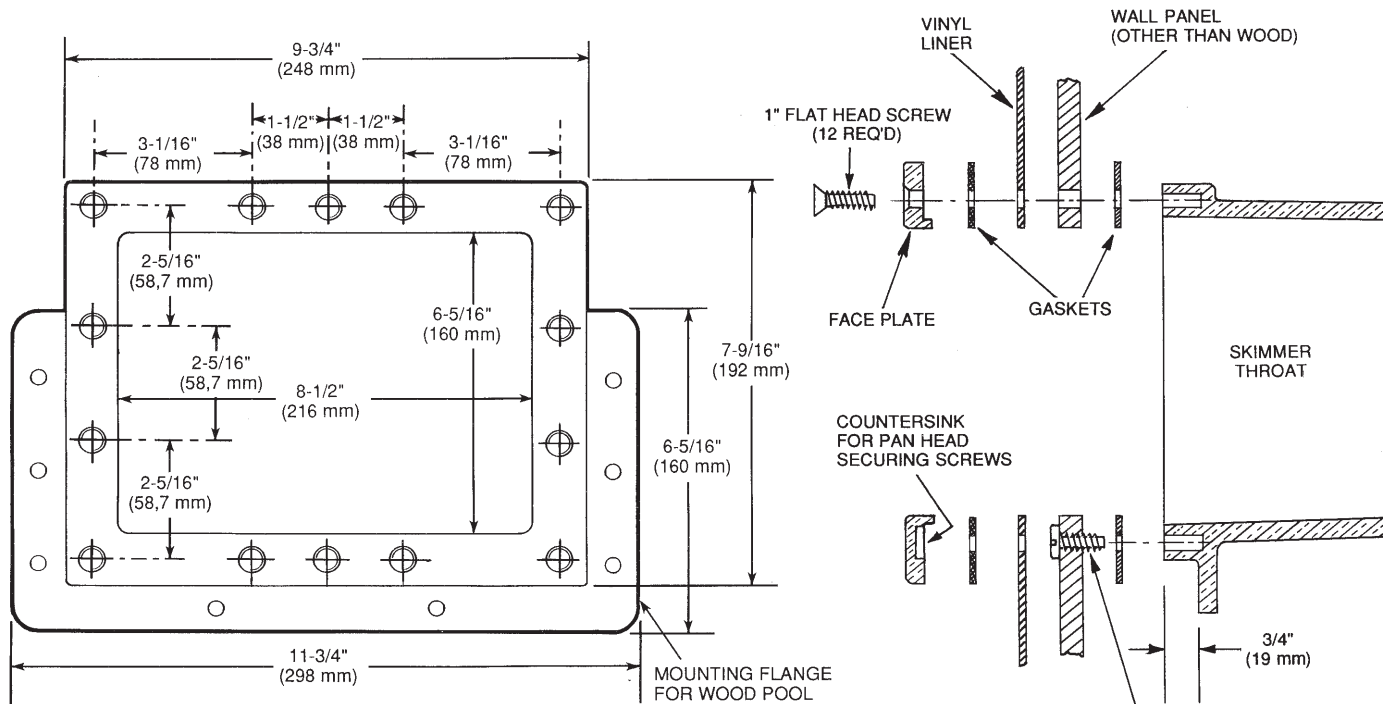 9-3/4"
(248 mm)
1-1/2"
(38 mm)
1-1/2"
(38 mm)
3-1/16"
(78 mm)
3-1/16"
(78 mm)
2-5/16"
(58,7 mm)
2-5/16"
(58,7 mm)
2-5/16"
(58,7 mm)
6-5/16"
(160 mm)
8-1/2"
(216 mm)
7-9/16"
(192 mm)
6-5/16"
(160 mm)
11-3/4"
(298 mm)
MOUNTING FLANGE
FOR WOOD POOL
VINYL
LINER
WALL PANEL
(OTHER THAN WOOD)
1" FLAT HEAD SCREW
(12 REQ'D)
FACE PLATE
GASKETS
SKIMMER
THROAT
COUNTERSINK
FOR PAN HEAD
SECURING SCREWS
3/4"
(19 mm)